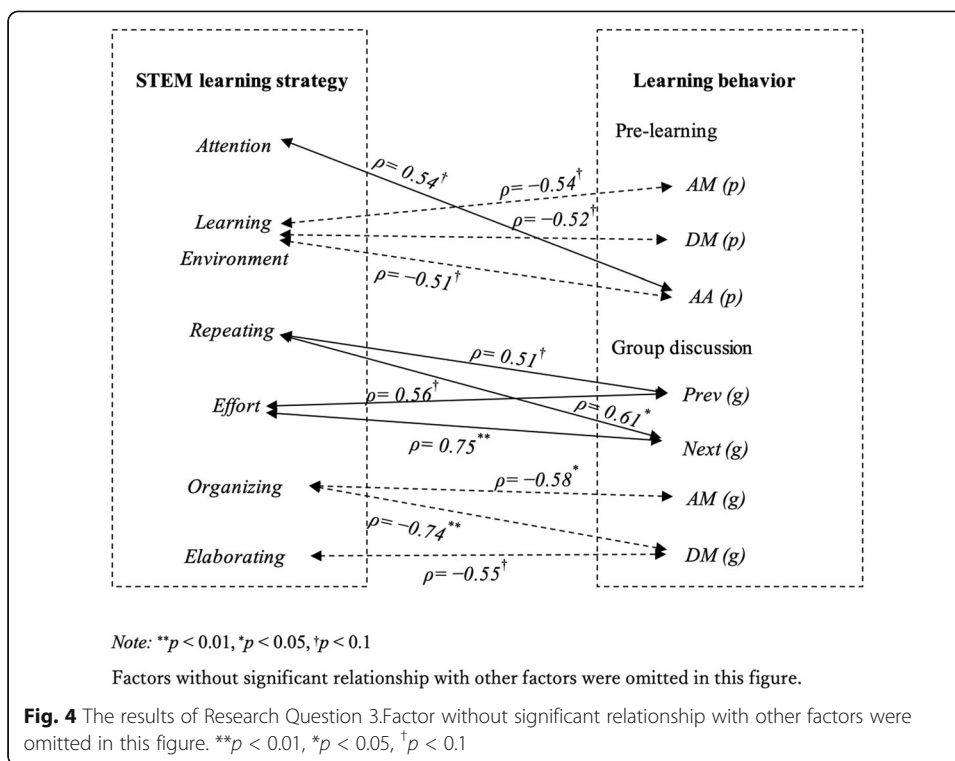 STEM learning strategy
Learning behavior
Pre-learning
Attention
ρ= 0.54†
ρ= −0.54†
AM (p)
Learning
Environment
ρ= −0.52†
DM (p)
ρ= −0.51†
AA (p)
Repeating
Group discussion
ρ= 0.51†
Prev (g)
Effort
ρ= 0.56†
ρ= 0.61*
Next (g)
ρ= 0.75**
Organizing
ρ= −0.58*
AM (g)
ρ= −0.74**
Elaborating
DM (g)
ρ= −0.55†
Note: **p < 0.01, *p < 0.05, †p < 0.1
Factors without significant relationship with other factors were omitted in this figure.
Fig. 4 The results of Research Question 3.Factor without significant relationship with other factors were
omitted in this figure. **p < 0.01, *p < 0.05, †p < 0.1